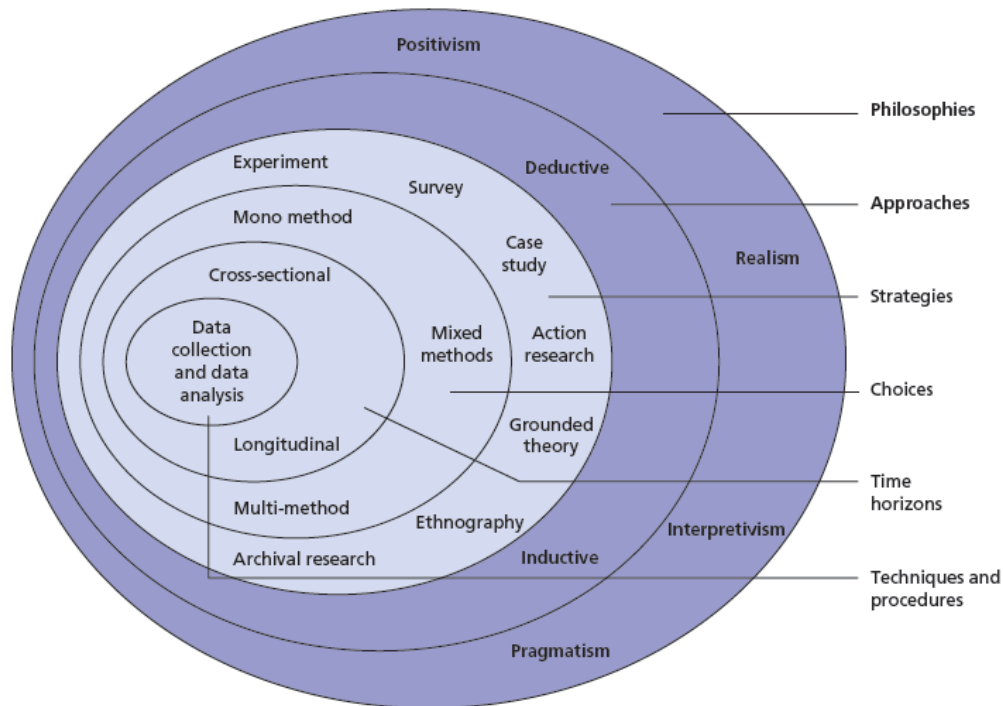 Positivism
Philosophies
Experiment
Deductive
Survey
Approaches
Mono method
Case
study
Realism
Cross-sectional
Strategies
Data
collection
and data
analysis
Mixed
methods
Action
research
Choices
Grounded
theory
Longitudinal
Time
horizons
Multi-method
Ethnography
Interpretivism
Archival research
Inductive
Techniques and
procedures
Pragmatism